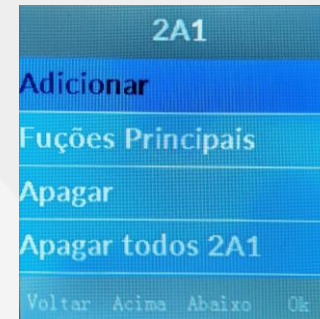 2A1
Adicionar
Fuções Principais
Apagar
Apagar todos 2A1
Voltar Acima Abaixo Ok